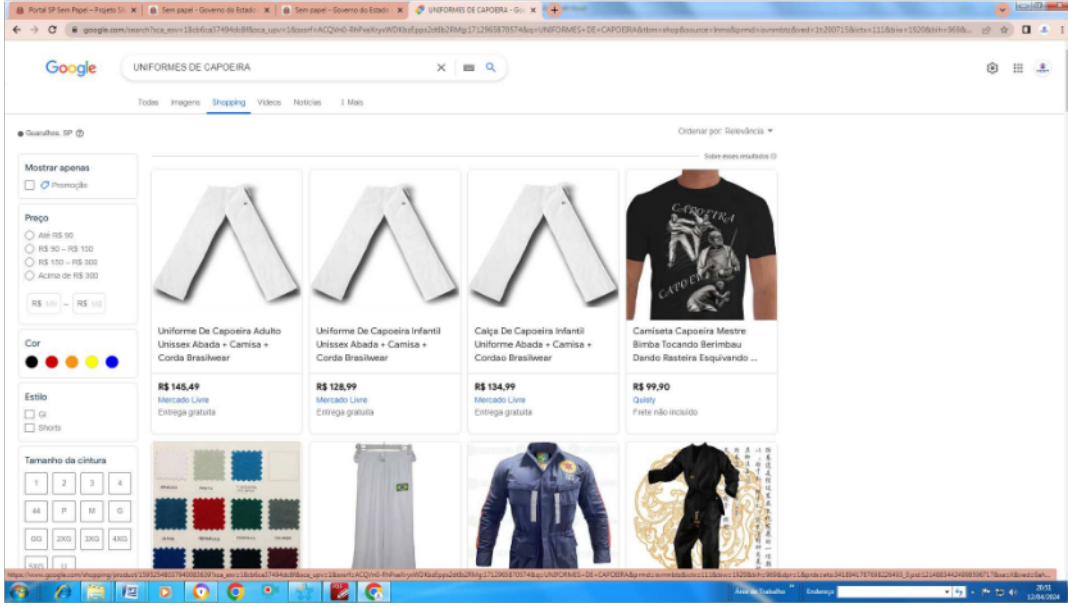 Portal SP Sem Papel – Projeto SP
Sem papel - Governo do Estado
Sem papel - Governo do Estado
UNIFORMES DE CAPOEIRA - Go
Google
UNIFORMES DE CAPOEIRA
Todas Imagens Shopping Vídeos Notícias Mais
Guarulhos, SP
Ordenar por: Relevância
Sobre esses resultados
Mostrar apenas
Promoção
Preço
Até R$ 90
R$ 90 – R$ 150
R$ 150 – R$ 300
Acima de R$ 300
R$ – R$
Cor
Estilo
Gi
Shorts
Tamanho da cintura
1 2 3 4
44 P M G
GG 2XG 3XG 4XG
5XG U
CAPOEIRA
CAPOEIRA
Uniforme De Capoeira Adulto
Unissex Abada + Camisa +
Corda Brasilwear
R$ 145,49
Mercado Livre
Entrega gratuita
Uniforme De Capoeira Infantil
Unissex Abada + Camisa +
Corda Brasilwear
R$ 128,99
Mercado Livre
Entrega gratuita
Calça De Capoeira Infantil
Uniforme Abada + Camisa +
Cordao Brasilwear
R$ 134,99
Mercado Livre
Entrega gratuita
Camiseta Capoeira Mestre
Bimba Tocando Berimbau
Dando Rasteira Esquivando ...
R$ 99,90
Quisty
Frete não incluído
Área de Trabalho
Endereço
20:51
12/04/2024